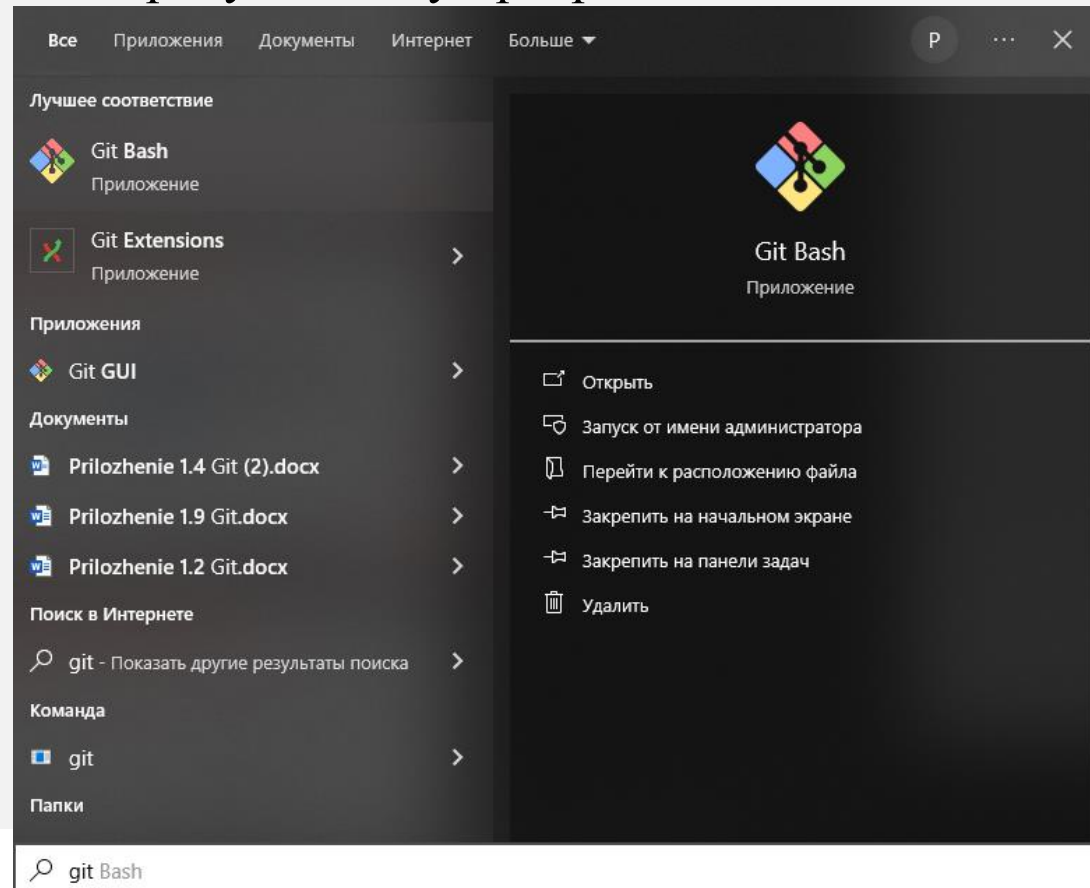 Все Приложения Документы Интернет Больше P ... ✕
Лучшее соответствие
Git Bash
Приложение
Git Extensions
Приложение
Приложения
Git GUI
Документы
Prilozhenie 1.4 Git (2).docx
Prilozhenie 1.9 Git.docx
Prilozhenie 1.2 Git.docx
Поиск в Интернете
git - Показать другие результаты поиска
Команда
git
Папки
Git Bash
Приложение
Открыть
Запуск от имени администратора
Перейти к расположению файла
Закрепить на начальном экране
Закрепить на панели задач
Удалить
git Bash